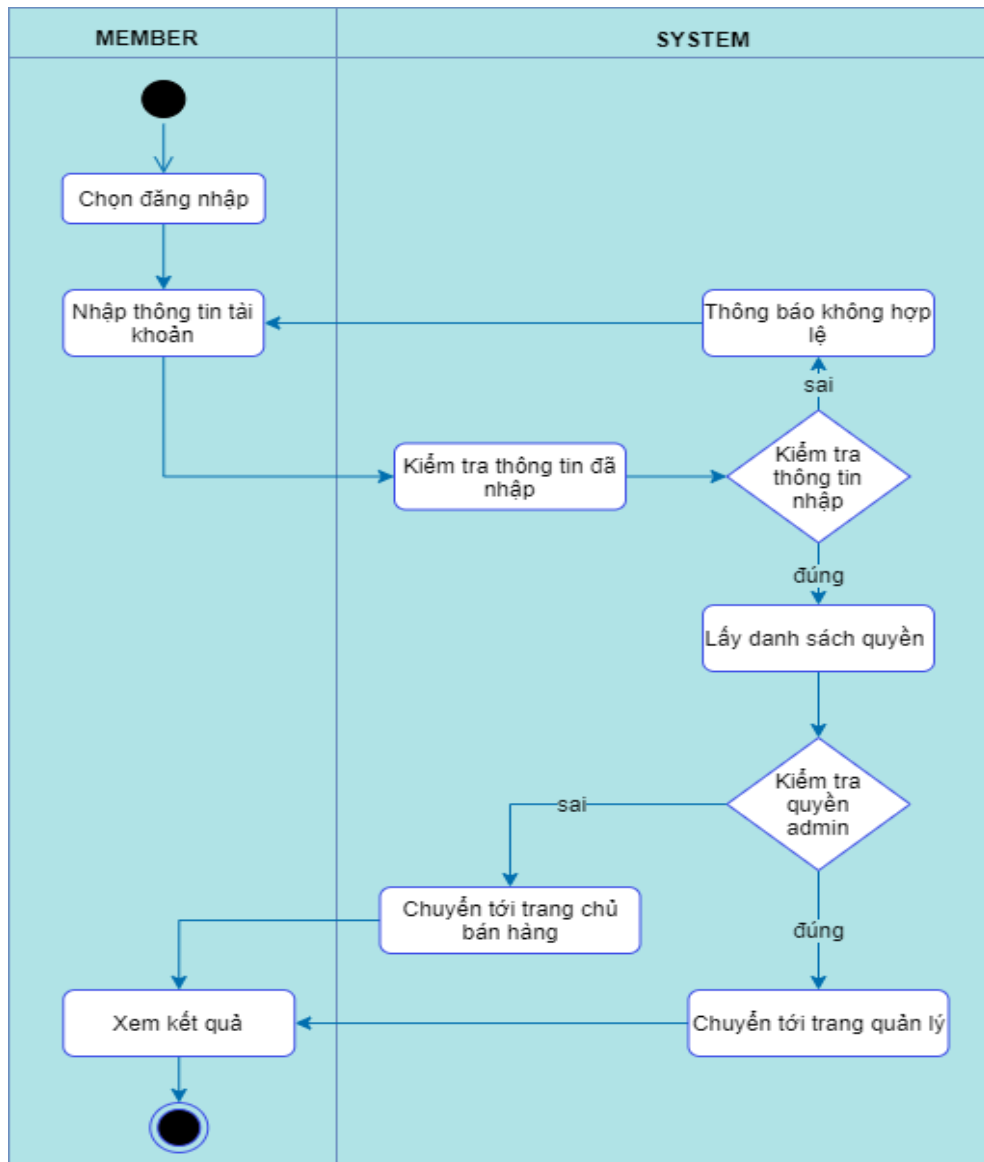 MEMBER
SYSTEM
Chọn đăng nhập
Nhập thông tin tài
khoản
Thông báo không hợp
lệ
sai
Kiểm tra thông tin đã
nhập
Kiểm tra
thông tin
nhập
đúng
Lấy danh sách quyền
Kiểm tra
quyền
admin
sai
Chuyển tới trang chủ
bán hàng
đúng
Xem kết quả
Chuyển tới trang quản lý